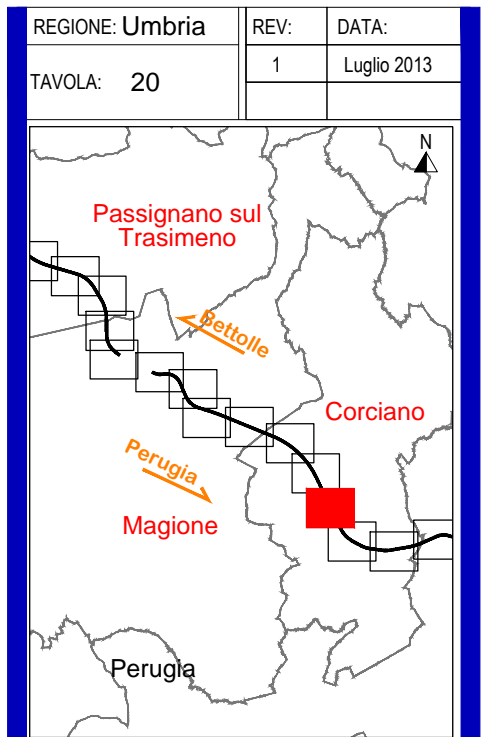 REGIONE: Umbria
REV:
DATA:
1
Luglio 2013
TAVOLA: 20
N
Passignano sul
Trasimeno
Bettolle
Corciano
Perugia
Magione
Perugia